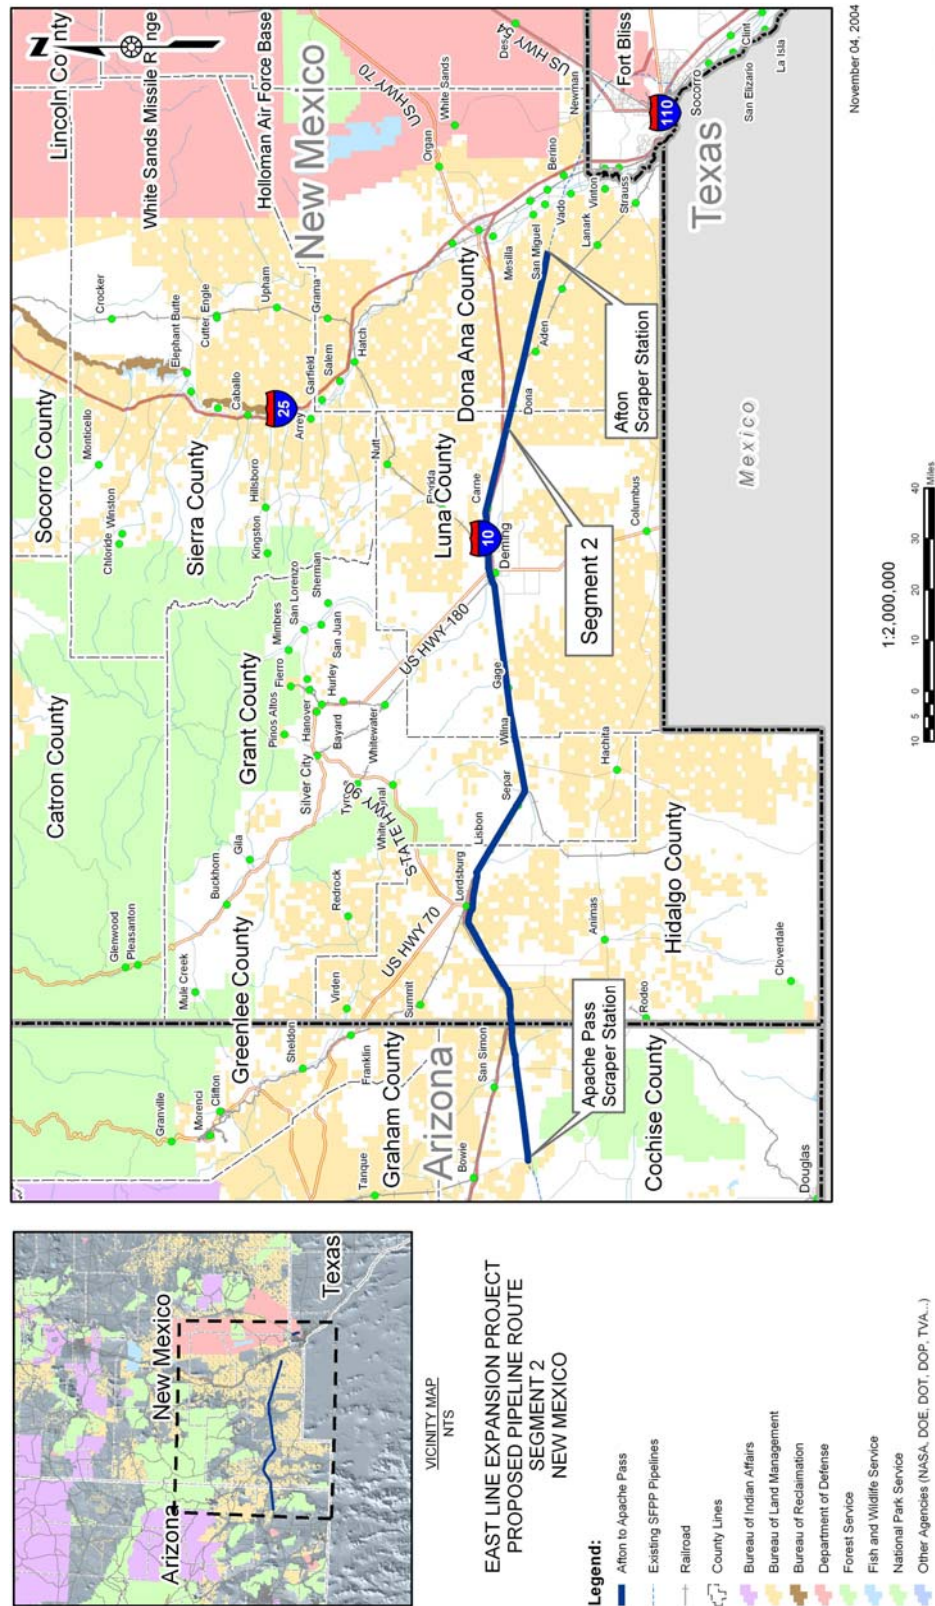 Lincoln County
White Sands Missile Range
Holloman Air Force Base
New Mexico
US HWY 70
White Sands
Organ
US HWY 54
Newman
Fort Bliss
110
Socorro
Clint
San Elizario
La Isla
Texas
Berino
Vado
Vinton
Lanark
Strauss
Mesilla
San Miguel
Aden
Afton
Scraper Station
Dona Ana County
Dona
Crocker
Engle
Cutter
Upham
Grama
Elephant Butte
Caballo
25
Garfield
Salem
Hatch
Arrey
Socorro County
Monticello
Winston
Chloride
Sierra County
Hillsboro
Kingston
Nutt
Florida
Luna County
Carne
10
Deming
Columbus
Segment 2
Mexico
Catron County
Mimbres
San Lorenzo
Sherman
San Juan
Fierro
Pinos Altos
Hanover
Hurley
Bayard
Whitewater
US HWY 180
Grant County
Silver City
STATE HWY 90
Gage
Wilna
Separ
Hachita
Lisbon
Lordsburg
Gila
Buckhorn
Redrock
US HWY 70
Hidalgo County
Animas
Cloverdale
Glenwood
Pleasanton
Mule Creek
Greenlee County
Virden
Summit
Rodeo
Sheldon
Franklin
Graham County
Arizona
San Simon
Apache Pass
Scraper Station
Cochise County
Granville
Morenci
Clifton
Tanque
Bowie
Douglas
November 04, 2004
1:2,000,000
10
5
0
10
20
30
40
Miles
Arizona
New Mexico
Texas
VICINITY MAP
NTS
EAST LINE EXPANSION PROJECT
PROPOSED PIPELINE ROUTE
SEGMENT 2
NEW MEXICO
Legend:
Afton to Apache Pass
Existing SFPP Pipelines
Railroad
County Lines
Bureau of Indian Affairs
Bureau of Land Management
Bureau of Reclamation
Department of Defense
Forest Service
Fish and Wildlife Service
National Park Service
Other Agencies (NASA, DOE, DOT, DOP, TVA...)